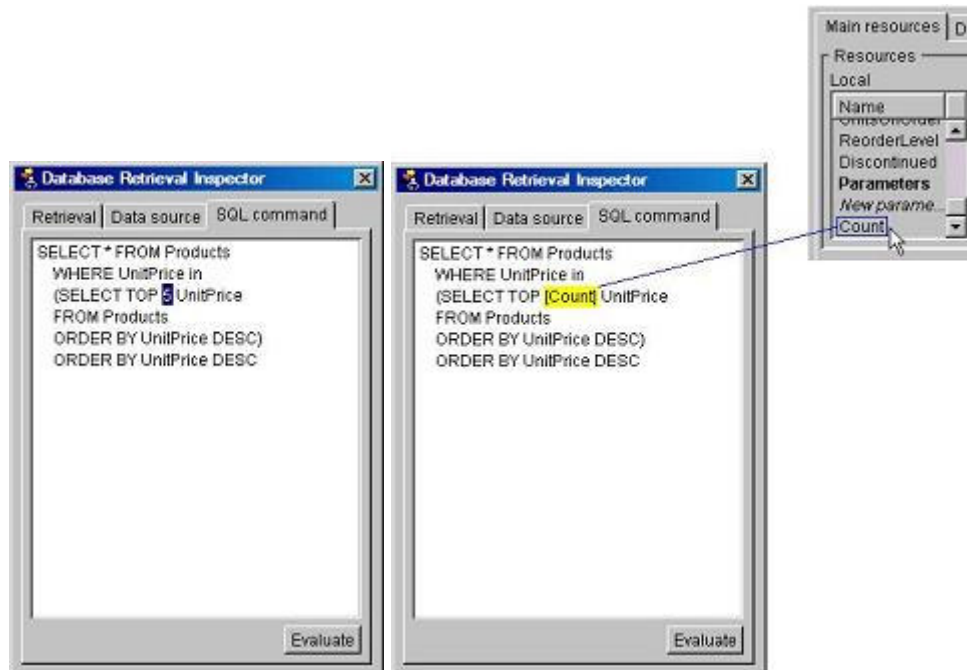 Main resources
Resources
Local
Name
UnitsOnOrder
ReorderLevel
Discontinued
Parameters
New parame...
Count
Database Retrieval Inspector
Retrieval Data source SQL command
SELECT * FROM Products
WHERE UnitPrice in
(SELECT TOP 5 UnitPrice
FROM Products
ORDER BY UnitPrice DESC)
ORDER BY UnitPrice DESC
Evaluate
Database Retrieval Inspector
Retrieval Data source SQL command
SELECT * FROM Products
WHERE UnitPrice in
(SELECT TOP [Count] UnitPrice
FROM Products
ORDER BY UnitPrice DESC)
ORDER BY UnitPrice DESC
Evaluate